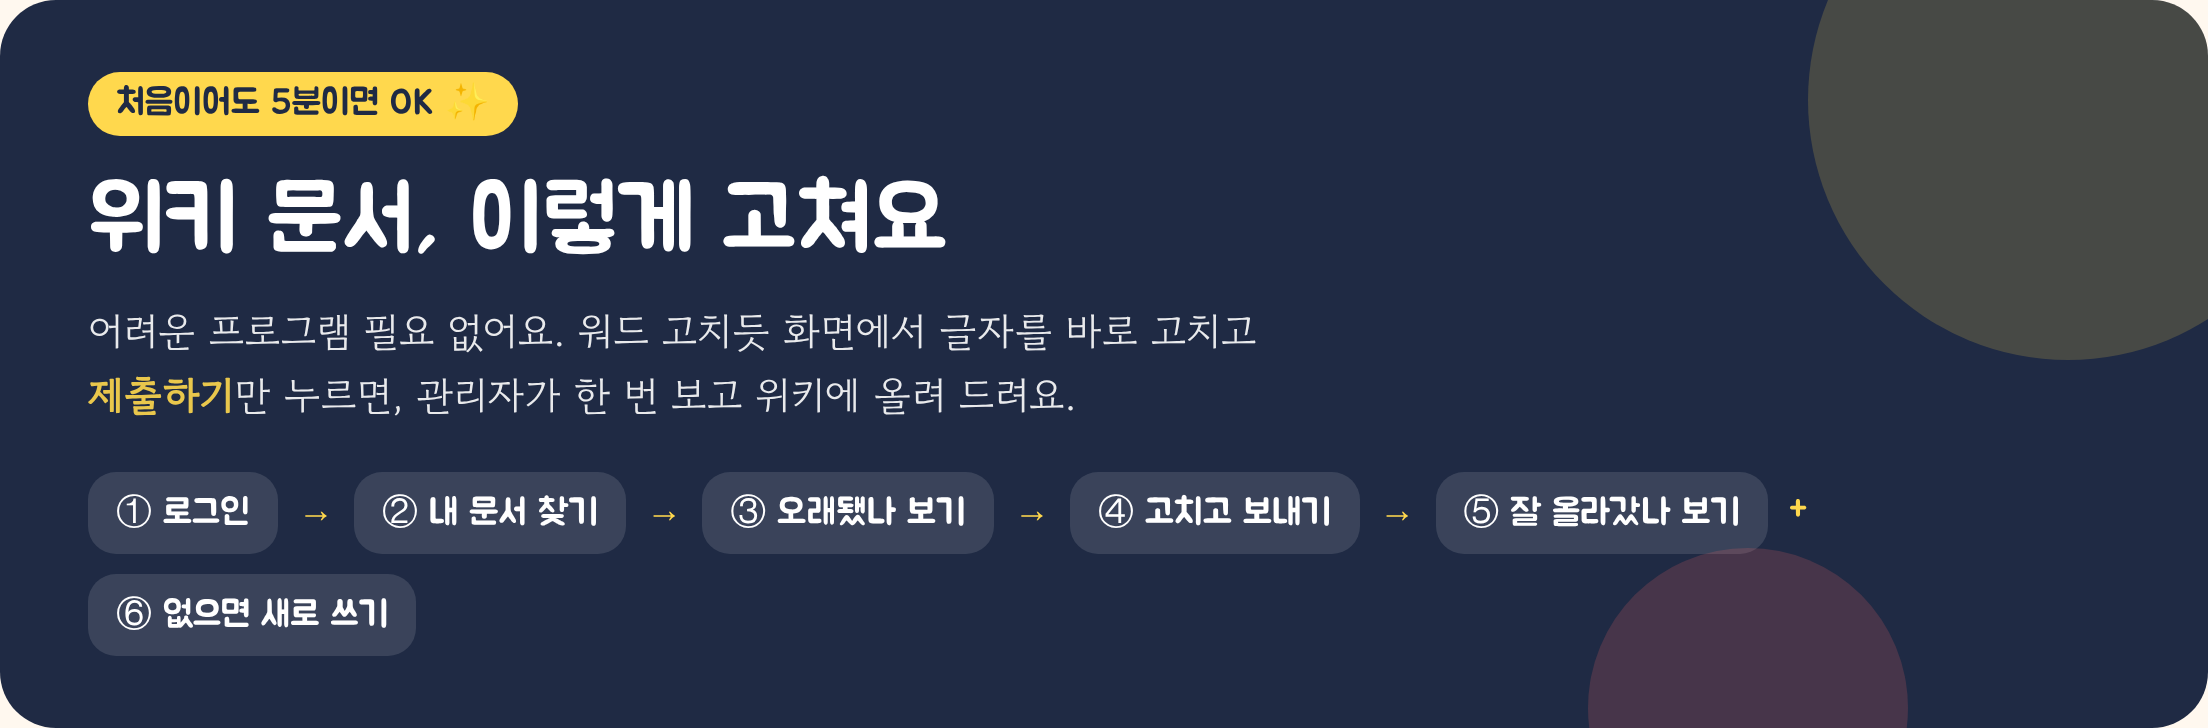 처음이어도 5분이면 OK ✨
위키 문서, 이렇게 고쳐요
어려운 프로그램 필요 없어요. 워드 고치듯 화면에서 글자를 바로 고치고
제출하기만 누르면, 관리자가 한 번 보고 위키에 올려 드려요.
① 로그인 → ② 내 문서 찾기 → ③ 오래됐나 보기 → ④ 고치고 보내기 → ⑤ 잘 올라갔나 보기 +
⑥ 없으면 새로 쓰기